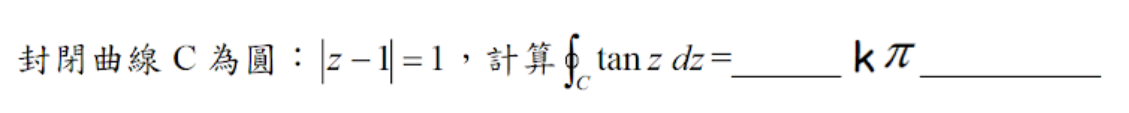 封閉曲線 C 為圓：|z − 1| = 1，計算 ∮_C tan z dz = ______ kπ __________